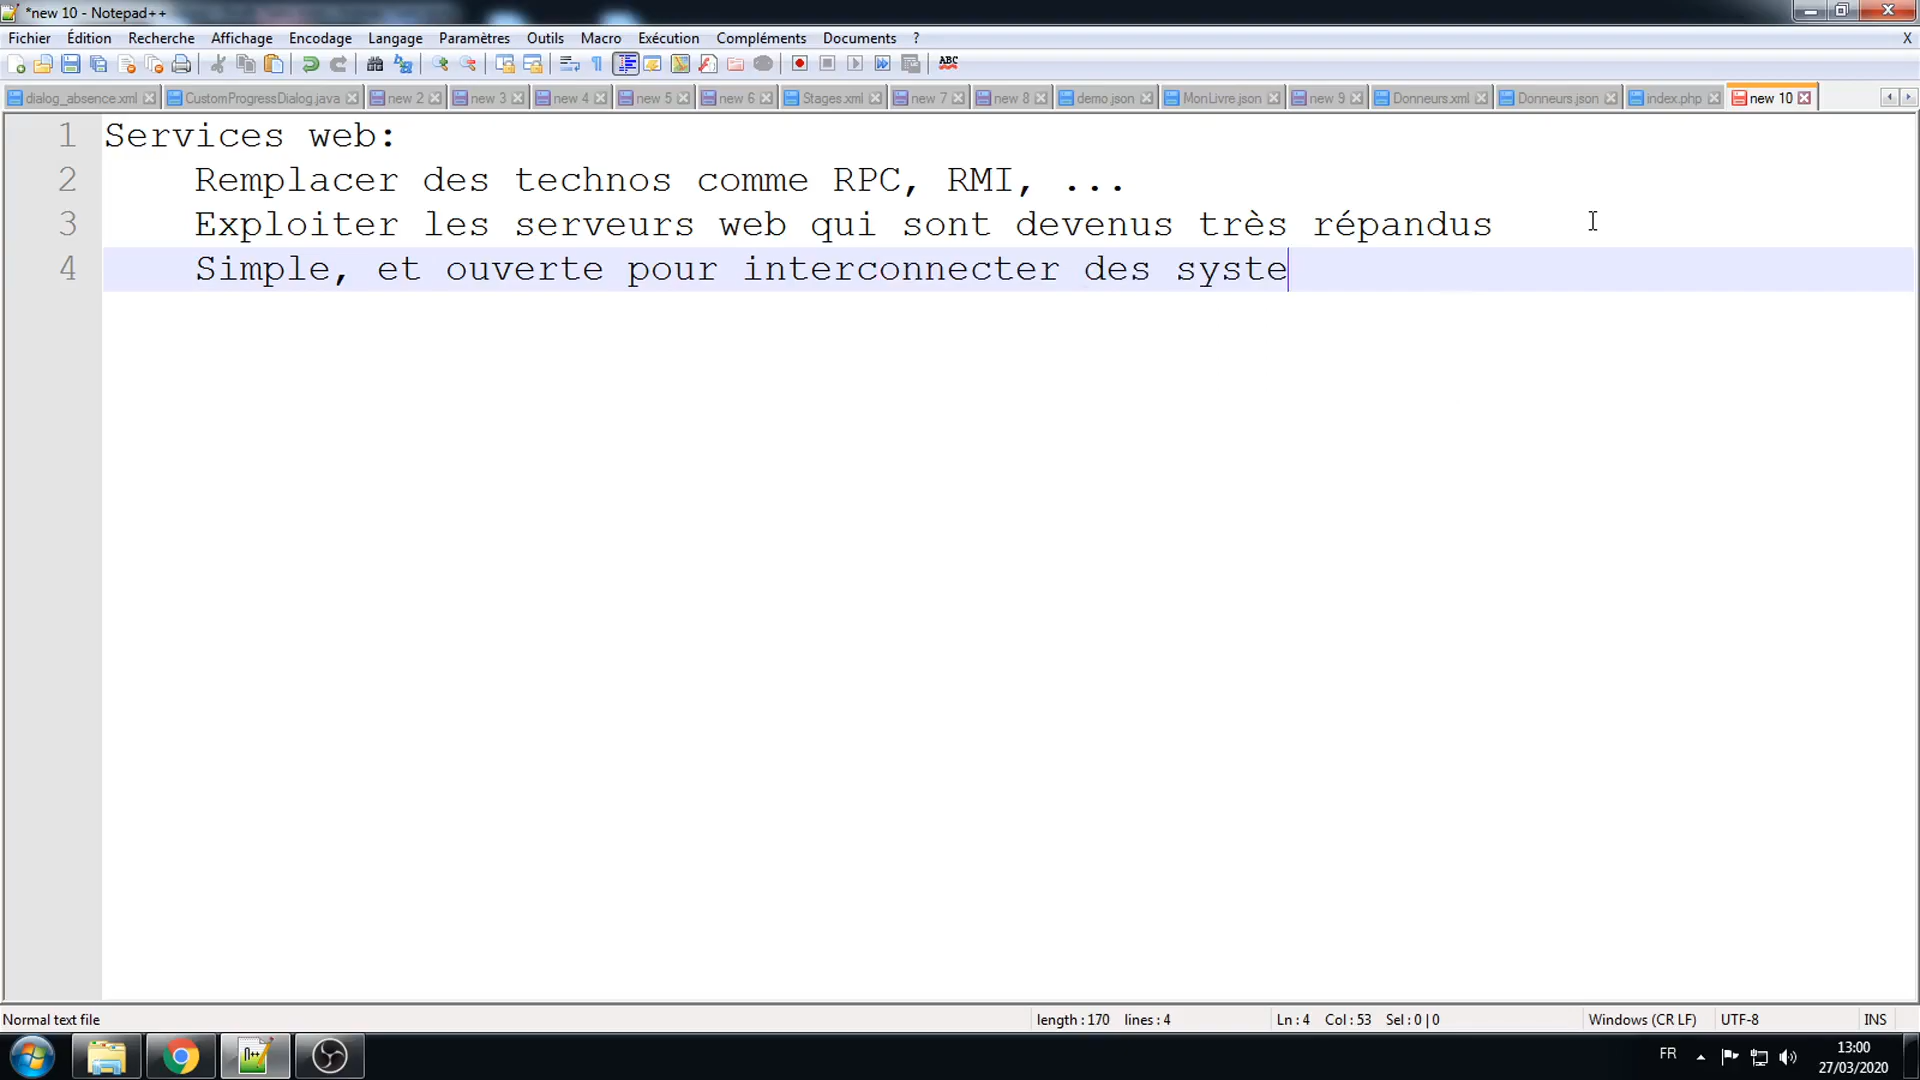 *new 10 - Notepad++
Fichier Édition Recherche Affichage Encodage Langage Paramètres Outils Macro Exécution Compléments Documents ? X
ABC
dialog_absence.xml CustomProgressDialog.java new 2 new 3 new 4 new 5 new 6 Stages.xml new 7 new 8 demo.json MonLivre.json new 9 Donneurs.xml Donneurs.json index.php new 10
1 Services web:
2 Remplacer des technos comme RPC, RMI, ...
3 Exploiter les serveurs web qui sont devenus très répandus
4 Simple, et ouverte pour interconnecter des syste
Normal text file length : 170 lines : 4 Ln : 4 Col : 53 Sel : 0 | 0 Windows (CR LF) UTF-8 INS
FR 13:00
27/03/2020